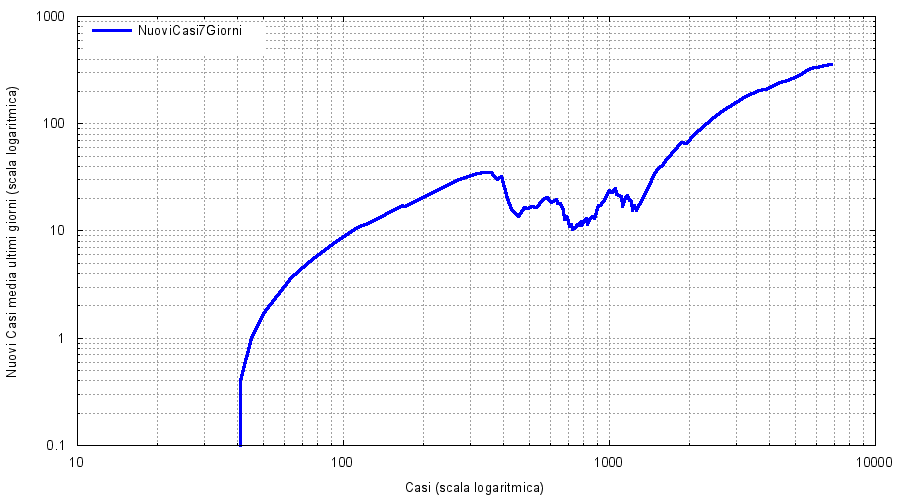 1000
NuoviCasi7Giorni
100
10
1
0.1
Nuovi Casi media ultimi giorni (scala logaritmica)
10 100 1000 10000
Casi (scala logaritmica)